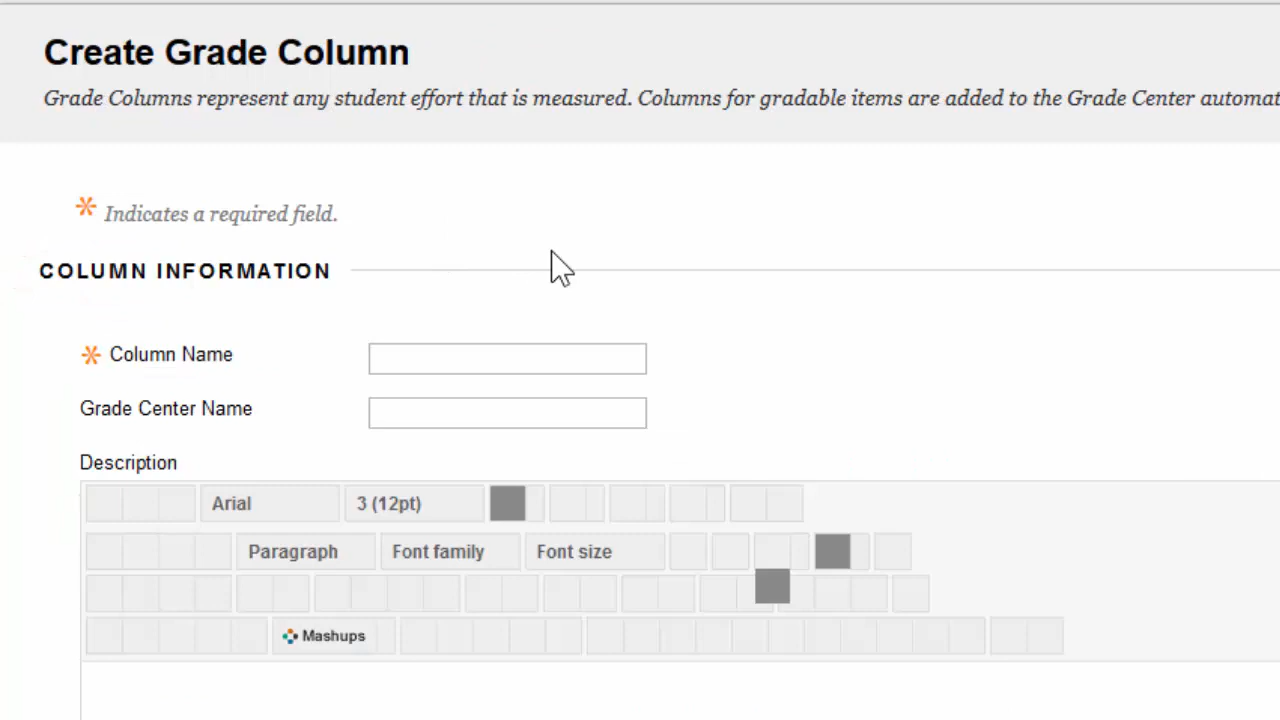 Create Grade Column
Grade Columns represent any student effort that is measured. Columns for gradable items are added to the Grade Center automat
* Indicates a required field.
COLUMN INFORMATION
* Column Name
Grade Center Name
Description
Arial 3 (12pt)
Paragraph Font family Font size
Mashups